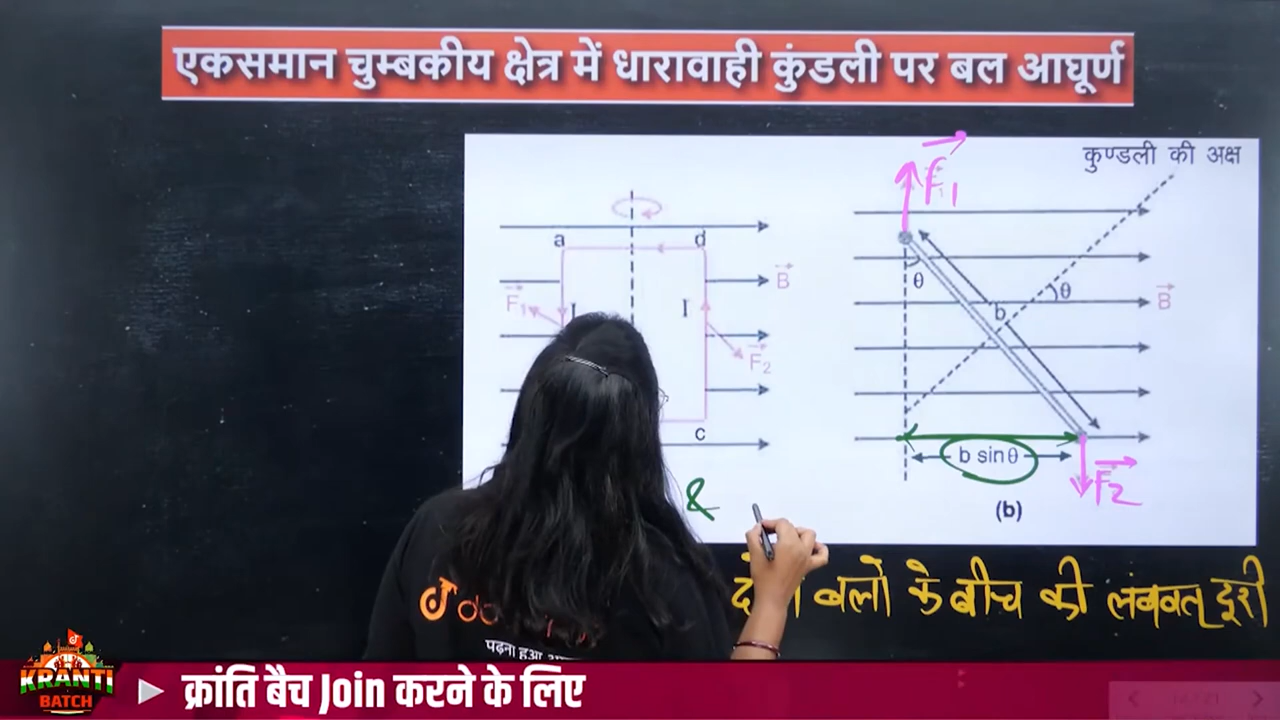 एकसमान चुम्बकीय क्षेत्र में धारावाही कुंडली पर बल आघूर्ण
कुण्डली की अक्ष
F1
a d
B
θ
θ
F1 I I
b
B
F2
c
b sinθ
F2
&
(b)
बलों के बीच की लंबवत् दूरी
पढ़ना हुआ
KRANTI
BATCH
क्रांति बैच Join करने के लिए